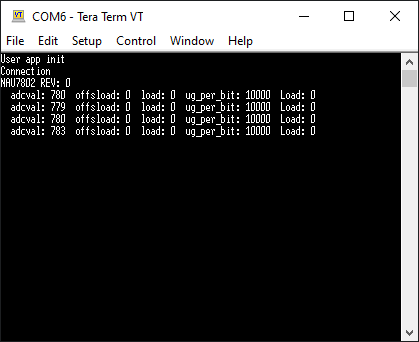 COM6 - Tera Term VT
File Edit Setup Control Window Help
User app init
Connection
NAU7802 REV: 0
adcval: 780 offsload: 0 load: 0 ug_per_bit: 10000 Load: 0
adcval: 779 offsload: 0 load: 0 ug_per_bit: 10000 Load: 0
adcval: 780 offsload: 0 load: 0 ug_per_bit: 10000 Load: 0
adcval: 783 offsload: 0 load: 0 ug_per_bit: 10000 Load: 0